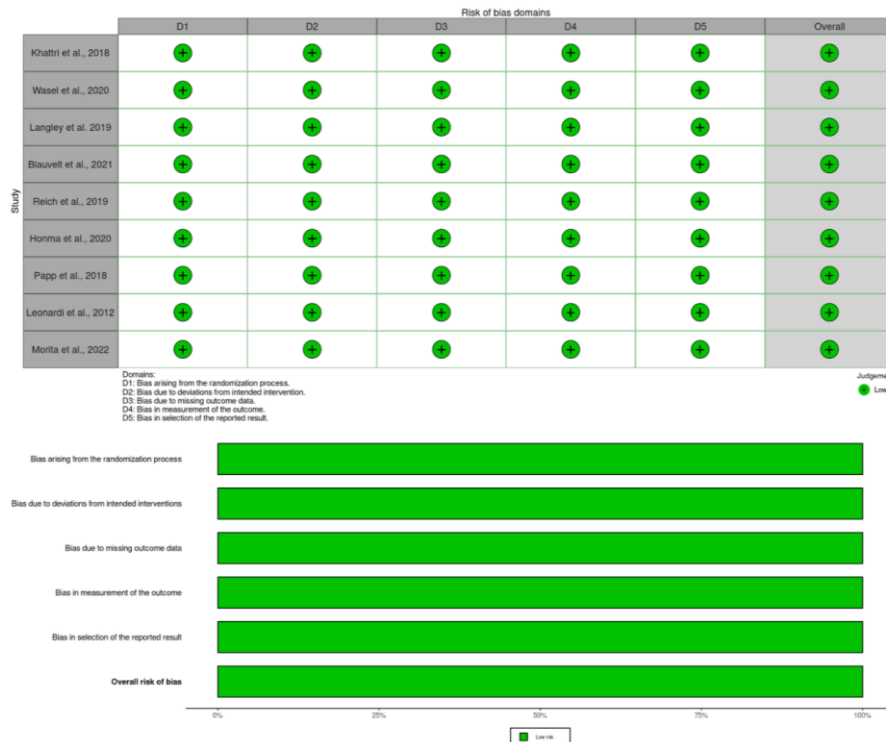 Risk of bias domains
D1 D2 D3 D4 D5 Overall
Study
Khattri et al., 2018
Wasel et al., 2020
Langley et al. 2019
Blauvelt et al., 2021
Reich et al., 2019
Honma et al., 2020
Papp et al., 2018
Leonardi et al., 2012
Morita et al., 2022
Domains:
D1: Bias arising from the randomization process.
D2: Bias due to deviations from intended intervention.
D3: Bias due to missing outcome data.
D4: Bias in measurement of the outcome.
D5: Bias in selection of the reported result.
Judgeme
Low
Bias arising from the randomization process
Bias due to deviations from intended interventions
Bias due to missing outcome data
Bias in measurement of the outcome
Bias in selection of the reported result
Overall risk of bias
0% 25% 50% 75% 100%
Low risk